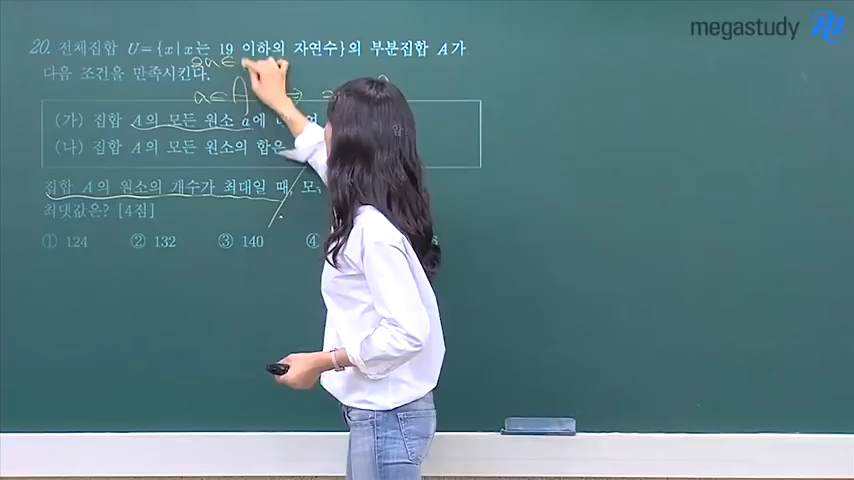 megastudy
20. 전체집합 U={x|x는 19 이하의 자연수}의 부분집합 A가
2a∈
다음 조건을 만족시킨다.
a∈A ⇒
(가) 집합 A의 모든 원소 a에
(나) 집합 A의 모든 원소의 합은
집합 A의 원소의 개수가 최대일 때, 모
최댓값은? [4점]
① 124 ② 132 ③ 140 ④